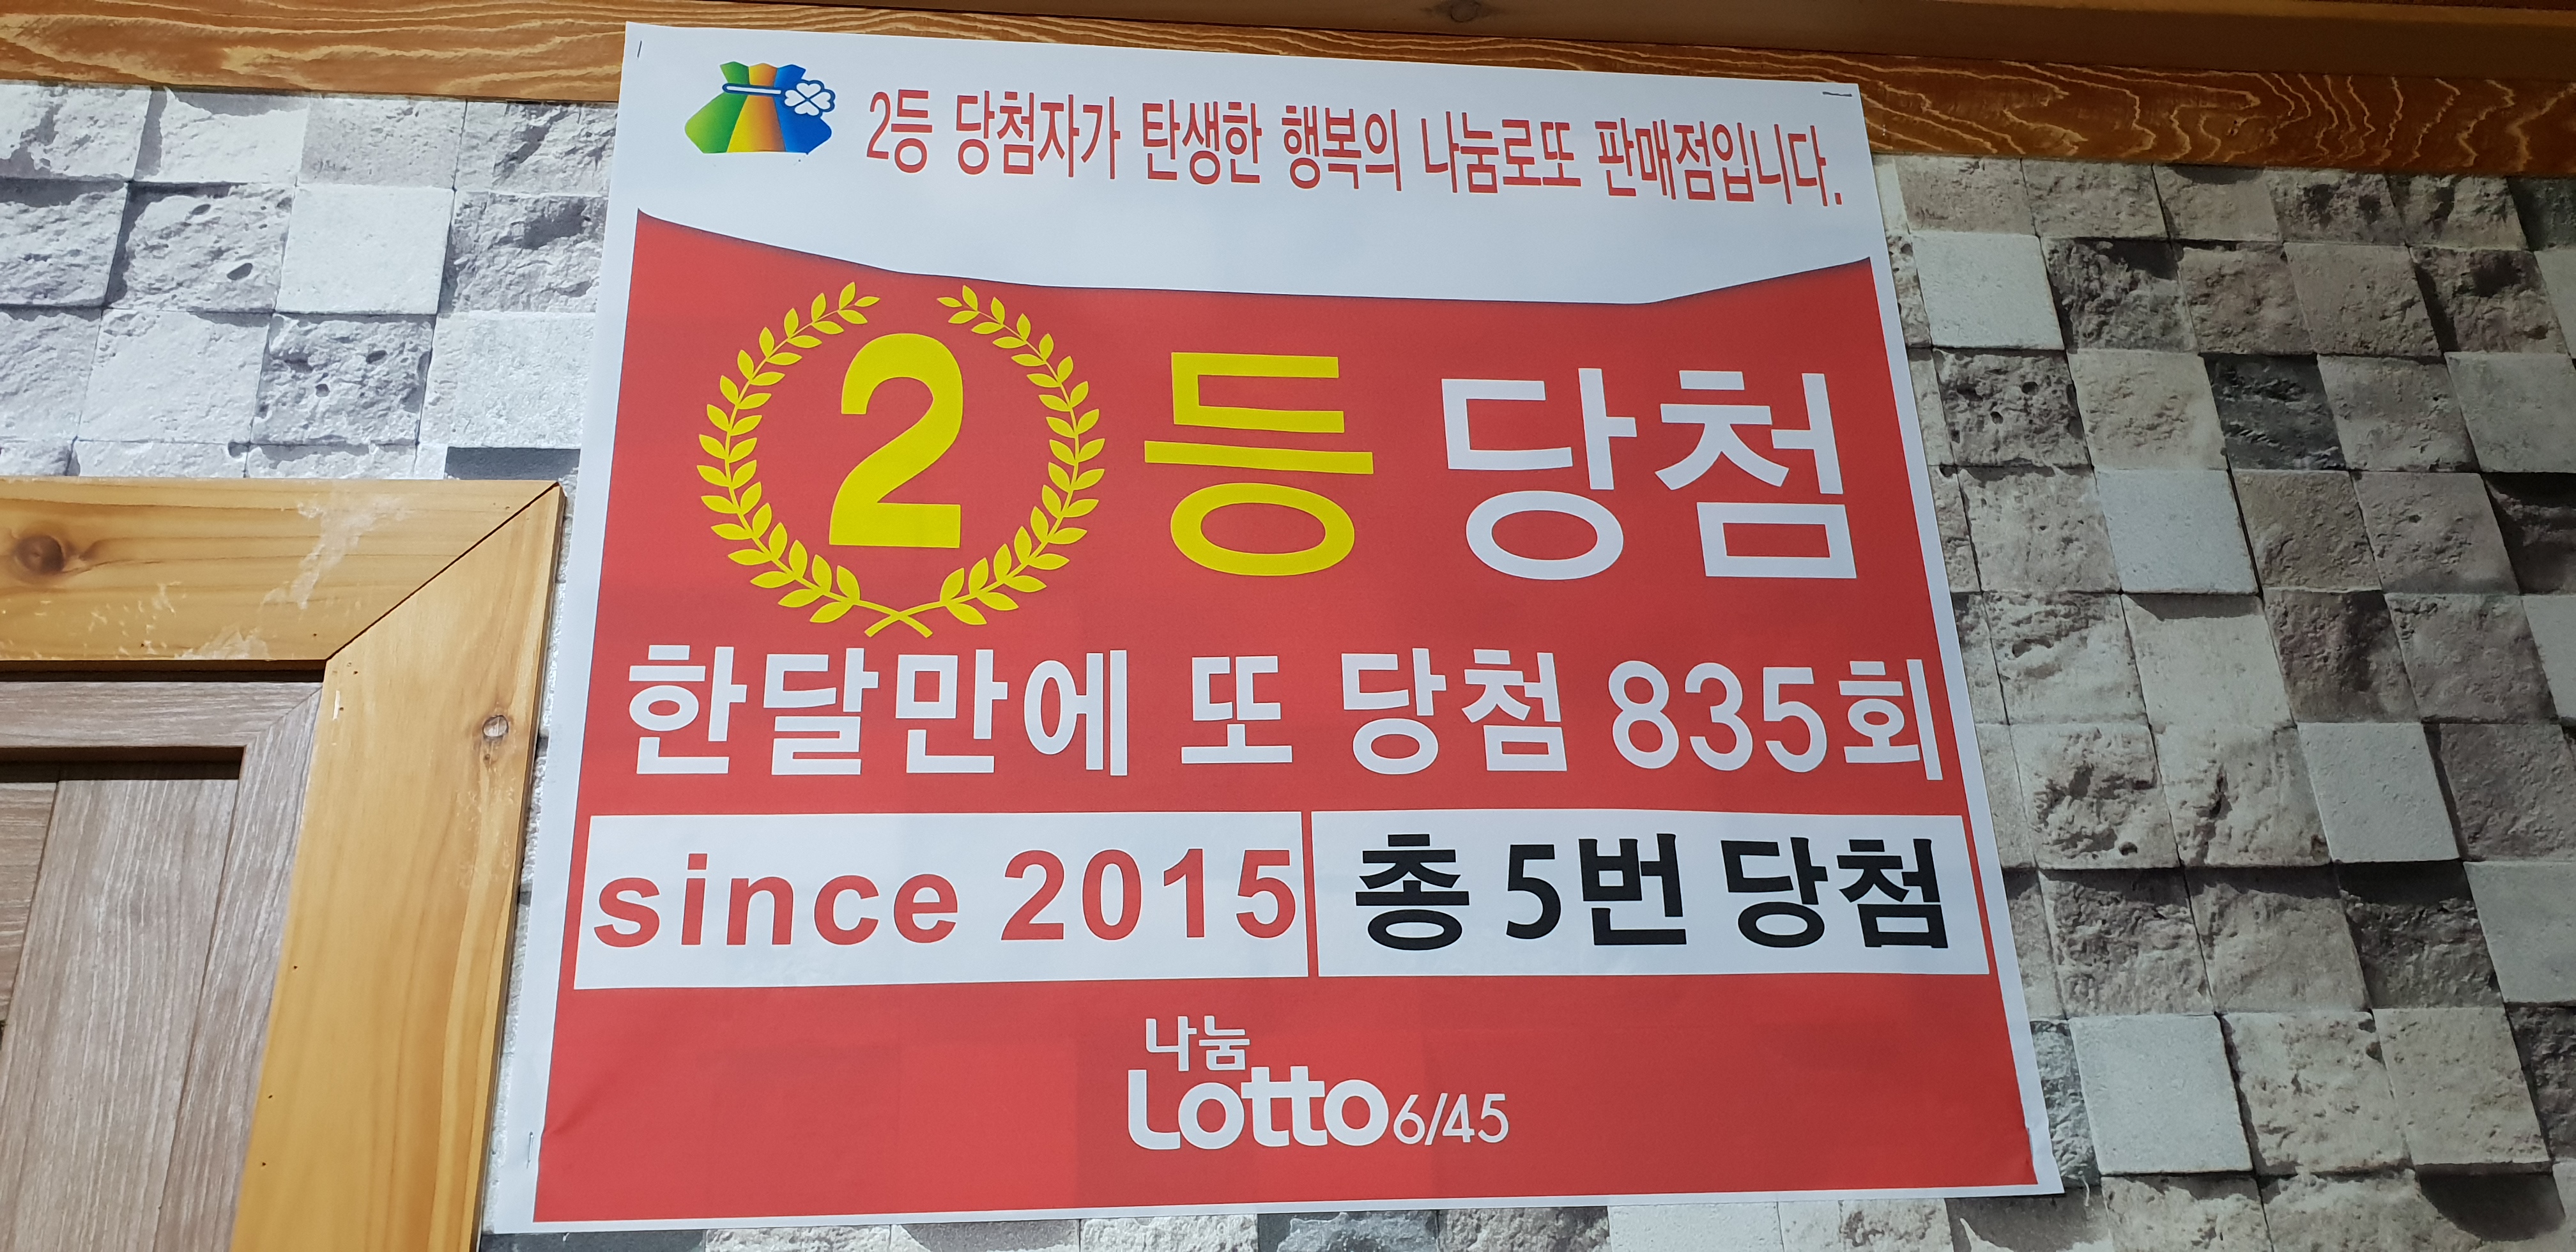 2등 당첨자가 탄생한 행복의 나눔로또 판매점입니다.
2등 당첨
한달만에 또 당첨 835회
since 2015 총 5번 당첨
나눔
Lotto 6/45